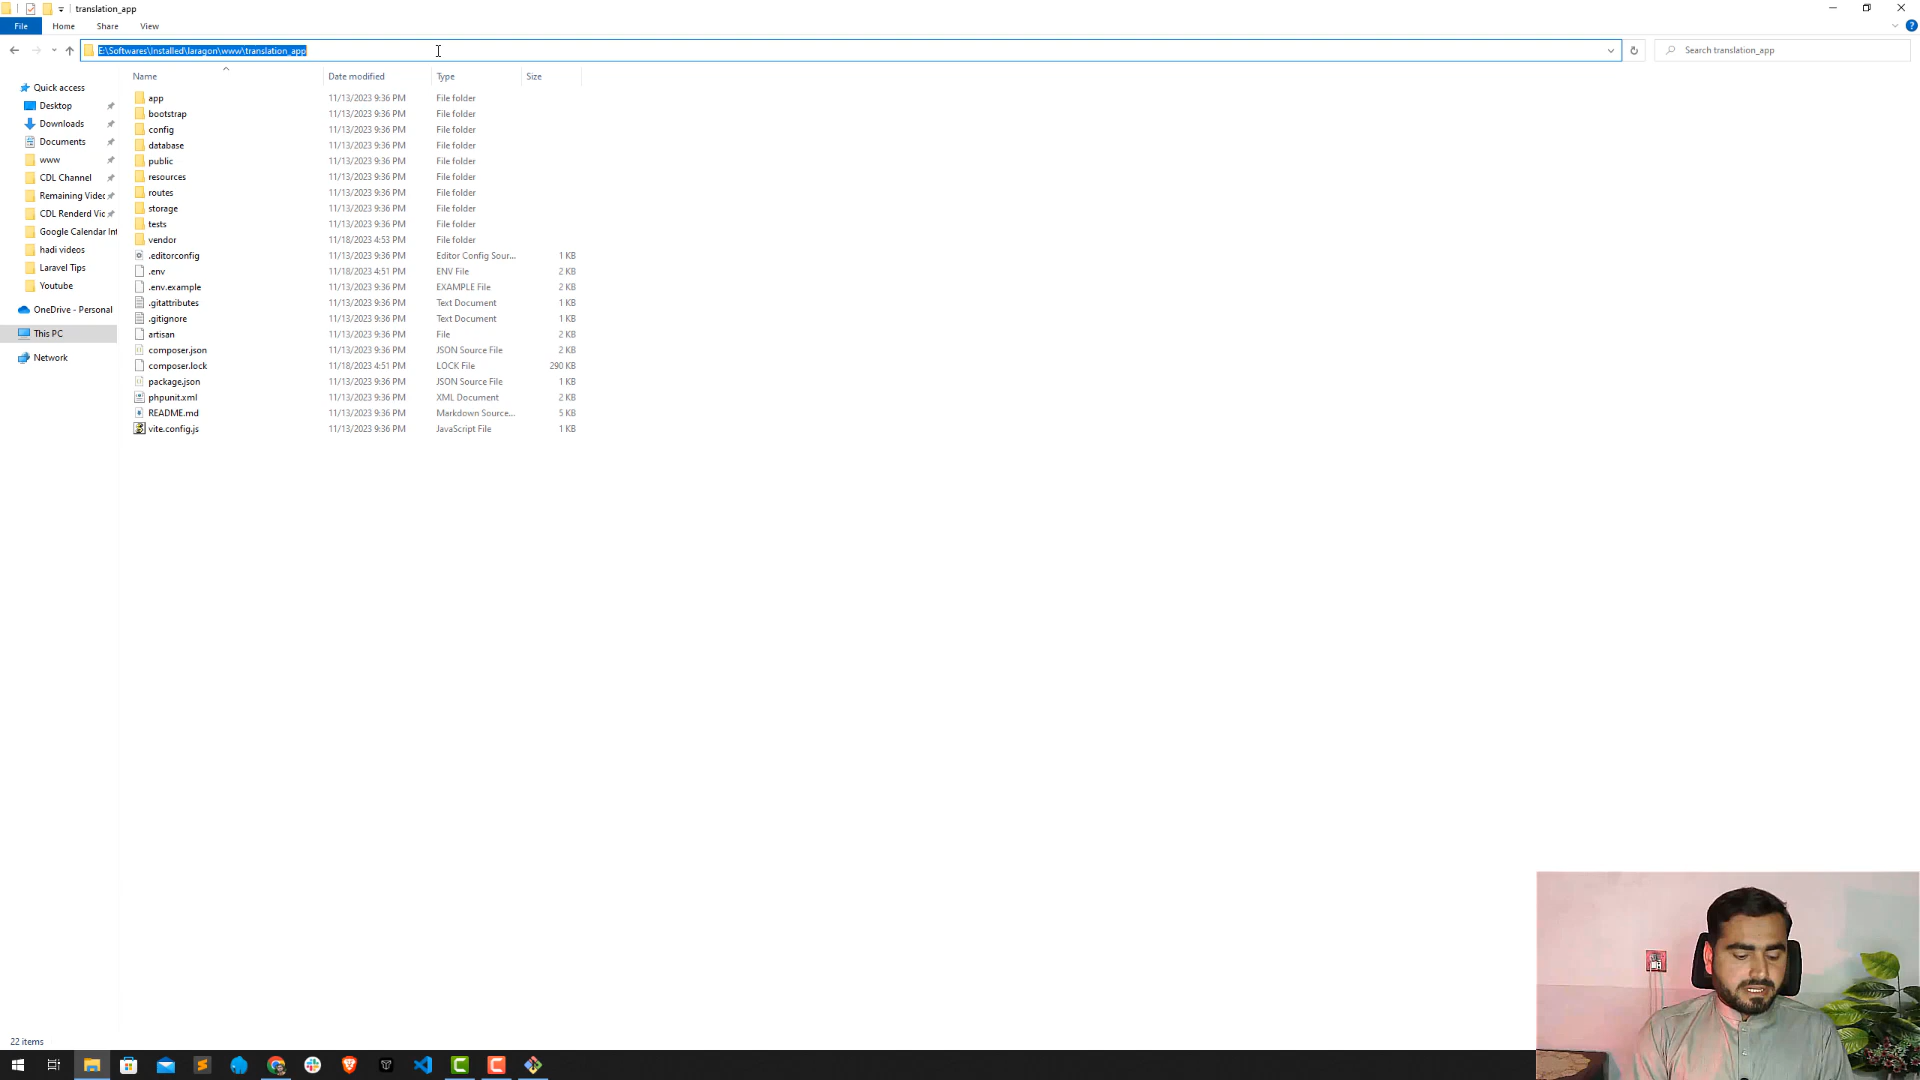 translation_app
File Home Share View
E:\Softwares\Installed\laragon\www\translation_app
Search translation_app
Name Date modified Type Size
Quick access
Desktop
Downloads
Documents
www
CDL Channel
Remaining Videc
CDL Renderd Vic
Google Calendar Int
hadi videos
Laravel Tips
Youtube
OneDrive - Personal
This PC
Network
app 11/13/2023 9:36 PM File folder
bootstrap 11/13/2023 9:36 PM File folder
config 11/13/2023 9:36 PM File folder
database 11/13/2023 9:36 PM File folder
public 11/13/2023 9:36 PM File folder
resources 11/13/2023 9:36 PM File folder
routes 11/13/2023 9:36 PM File folder
storage 11/13/2023 9:36 PM File folder
tests 11/13/2023 9:36 PM File folder
vendor 11/18/2023 4:53 PM File folder
.editorconfig 11/13/2023 9:36 PM Editor Config Sour... 1 KB
.env 11/18/2023 4:51 PM ENV File 2 KB
.env.example 11/13/2023 9:36 PM EXAMPLE File 2 KB
.gitattributes 11/13/2023 9:36 PM Text Document 1 KB
.gitignore 11/13/2023 9:36 PM Text Document 1 KB
artisan 11/13/2023 9:36 PM File 2 KB
composer.json 11/13/2023 9:36 PM JSON Source File 2 KB
composer.lock 11/18/2023 4:51 PM LOCK File 290 KB
package.json 11/13/2023 9:36 PM JSON Source File 1 KB
phpunit.xml 11/13/2023 9:36 PM XML Document 2 KB
README.md 11/13/2023 9:36 PM Markdown Source... 5 KB
vite.config.js 11/13/2023 9:36 PM JavaScript File 1 KB
22 items